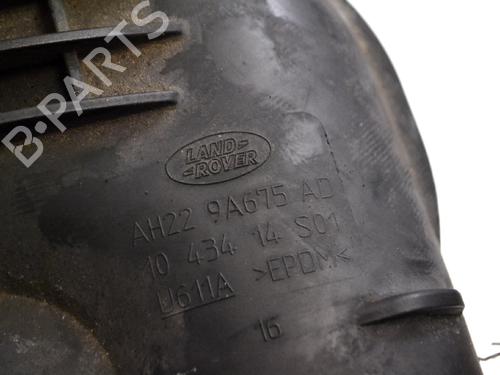 B-PARTS
LAND
ROVER
AH22 9A675 AD
10 434 14 S01
U611A >EPDM<
16